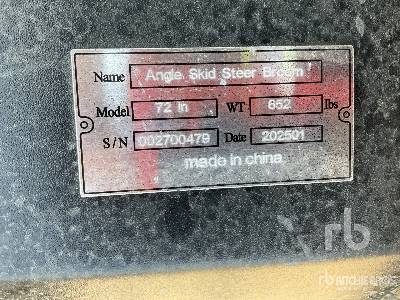 Name Angle Skid Steer Broom
Model 72 in WT 652 lbs
S/N 002700479 Date 202501
made in china
rb
RITCHIE BROS